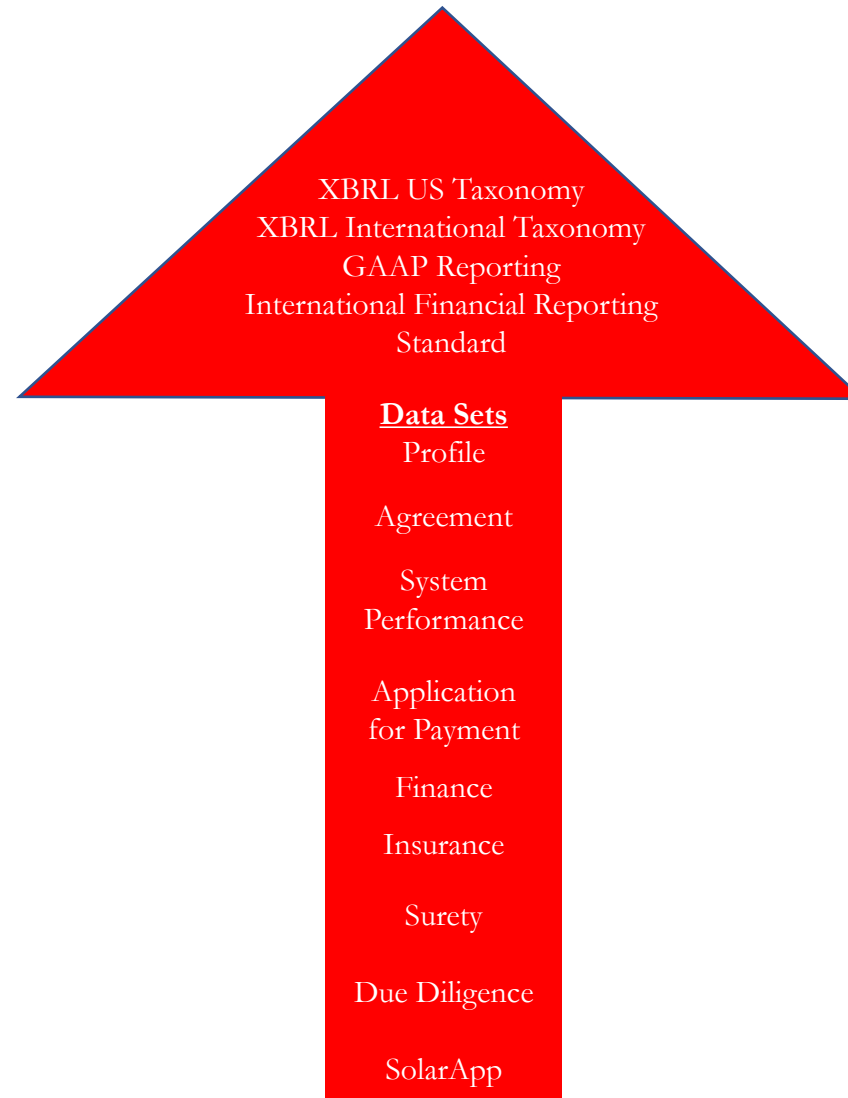 XBRL US Taxonomy
XBRL International Taxonomy
GAAP Reporting
International Financial Reporting
Standard
Data Sets
Profile
Agreement
System
Performance
Application
for Payment
Finance
Insurance
Surety
Due Diligence
SolarApp